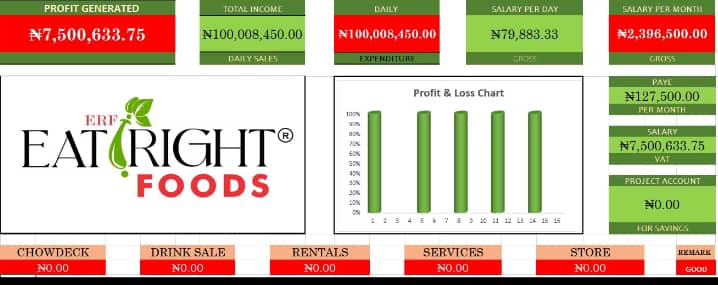 PROFIT GENERATED
₦7,500,633.75
TOTAL INCOME
₦100,008,450.00
DAILY SALES
DAILY
₦100,008,450.00
EXPENDITURE
SALARY PER DAY
₦79,883.33
GROSS
SALARY PER MONTH
₦2,396,500.00
GROSS
ERF
EAT RIGHT®
FOODS
Profit & Loss Chart
100%
90%
80%
70%
60%
50%
40%
30%
20%
10%
0%
1 2 3 4 5 6 7 8 9 10 11 12 13 14 15 16
PAYE
₦127,500.00
PER MONTH
SALARY
₦7,500,633.75
VAT
PROJECT ACCOUNT
₦0.00
FOR SAVINGS
CHOWDECK
₦0.00
DRINK SALE
₦0.00
RENTALS
₦0.00
SERVICES
₦0.00
STORE
₦0.00
REMARK
GOOD